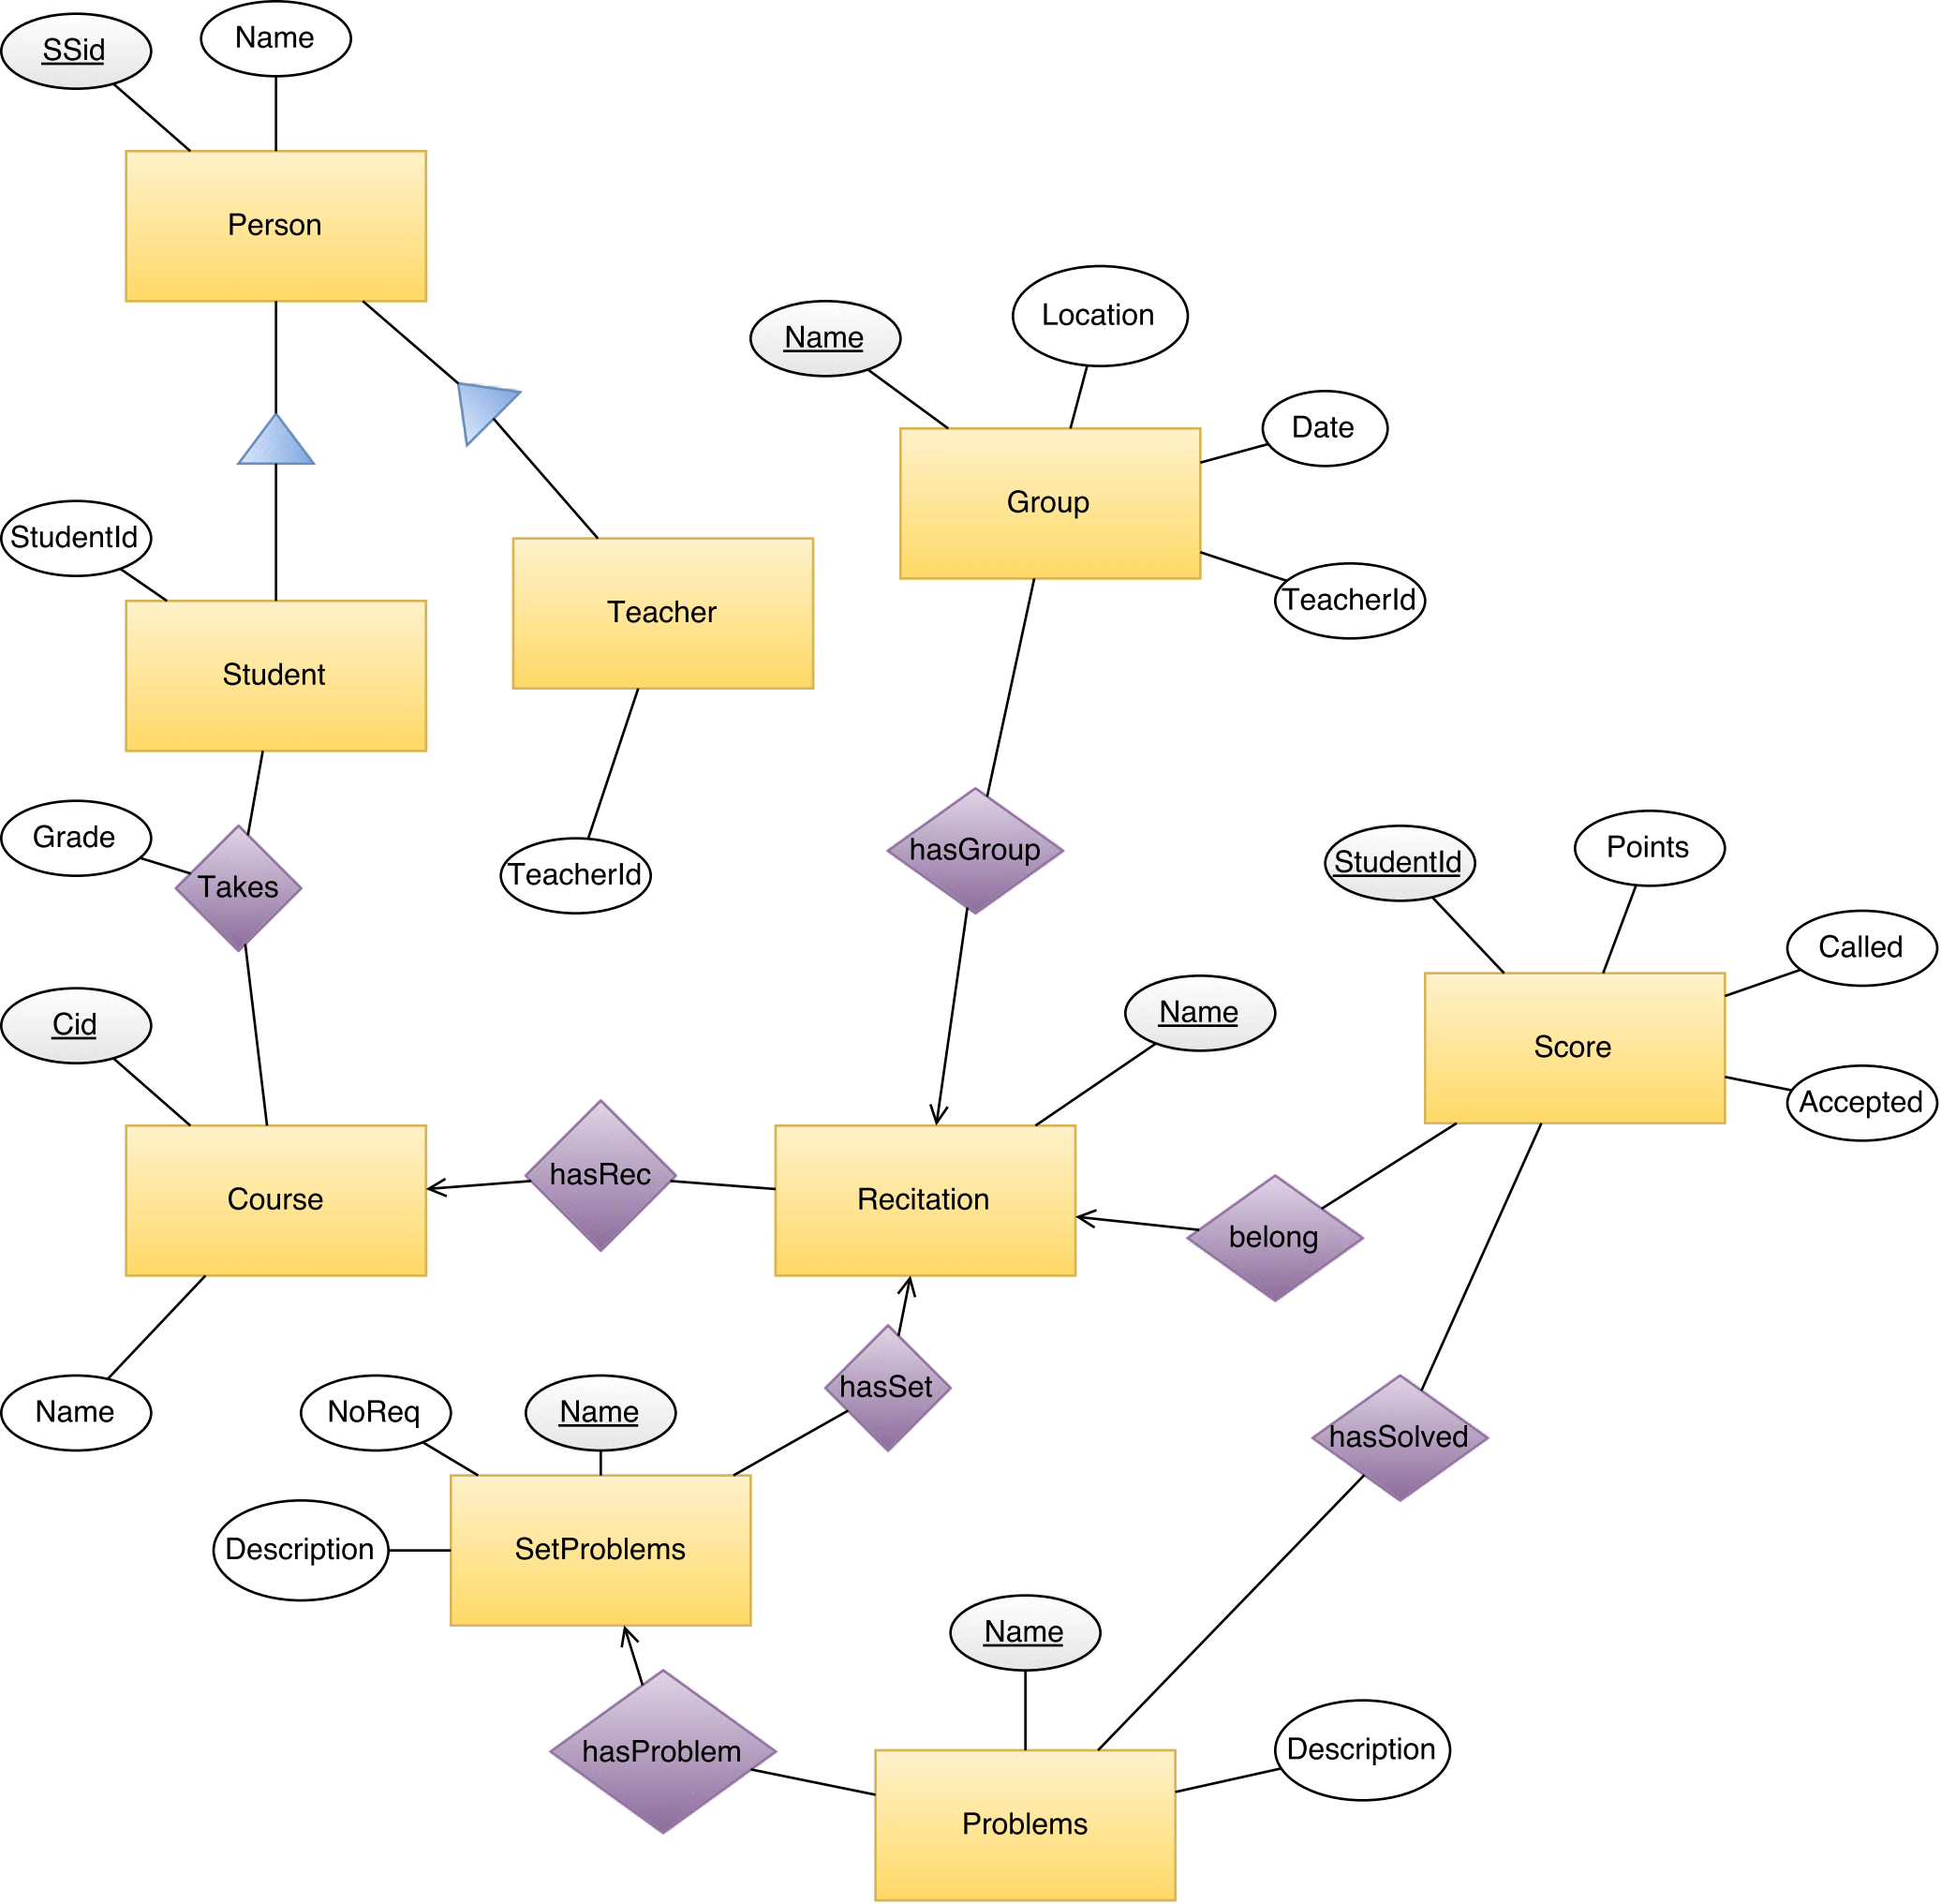 SSid
Name
Person
Location
Name
Date
Group
StudentId
TeacherId
Teacher
Student
Grade
hasGroup
Points
StudentId
TeacherId
Takes
Called
Name
Cid
Score
Accepted
hasRec
Course
Recitation
belong
hasSet
NoReq
Name
Name
hasSolved
Description
SetProblems
Name
hasProblem
Description
Problems